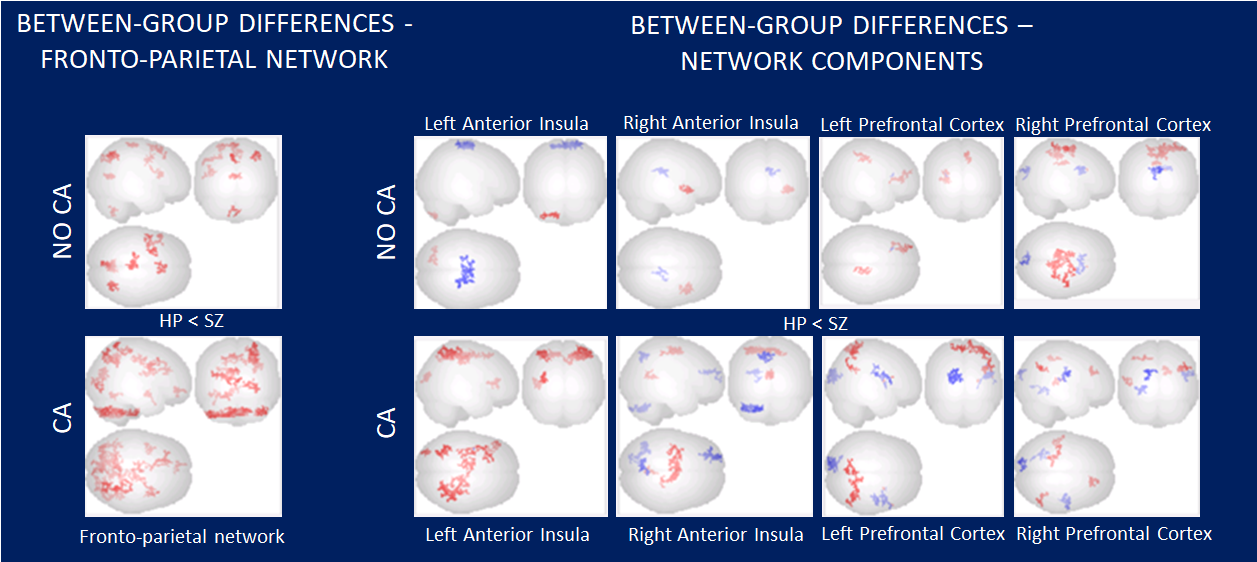 BETWEEN-GROUP DIFFERENCES -
FRONTO-PARIETAL NETWORK
BETWEEN-GROUP DIFFERENCES –
NETWORK COMPONENTS
Left Anterior Insula
Right Anterior Insula
Left Prefrontal Cortex
Right Prefrontal Cortex
NO CA
NO CA
HP < SZ
HP < SZ
CA
CA
Fronto-parietal network
Left Anterior Insula
Right Anterior Insula
Left Prefrontal Cortex
Right Prefrontal Cortex